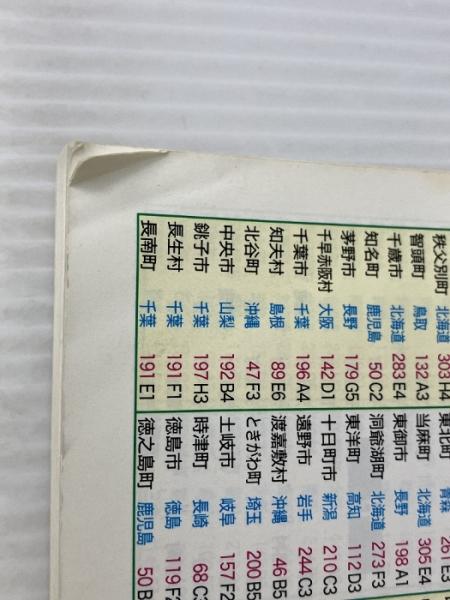 秩父別町 北海道 303 H4
智頭町 鳥取 132 A3
千歳市 北海道 283 E4
知名町 鹿児島 50 C2
茅野市 長野 179 G5
千早赤阪村 大阪 142 D1
千葉市 千葉 196 A4
知夫村 島根 89 E6
北谷町 沖縄 47 F3
中央市 山梨 192 B4
銚子市 千葉 197 H3
長生村 千葉 191 F1
長南町 千葉 191 E1
東北町 青森 261 E3
当麻町 北海道 305 E4
東御市 長野 198 A1
洞爺湖町 北海道 273 F3
東洋町 高知 112 D3
十日町市 新潟 210 C3
遠野市 岩手 244 C3
渡嘉敷村 沖縄 46 B5
ときがわ町 埼玉 200 B5
土岐市 岐阜 157 F2
時津町 長崎 68 C3
徳島市 徳島 119 F2
徳之島町 鹿児島 50 B